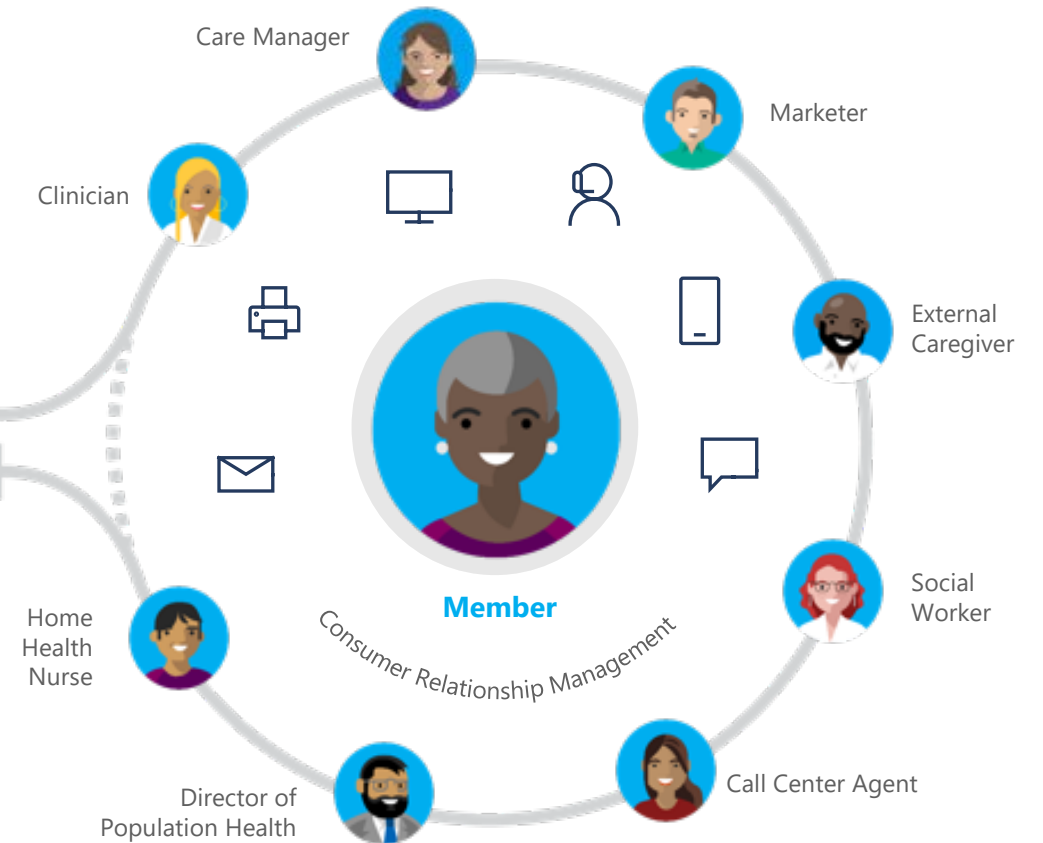 Care Manager
Marketer
Clinician
External
Caregiver
Member
Consumer Relationship Management
Social
Worker
Home
Health
Nurse
Call Center Agent
Director of
Population Health